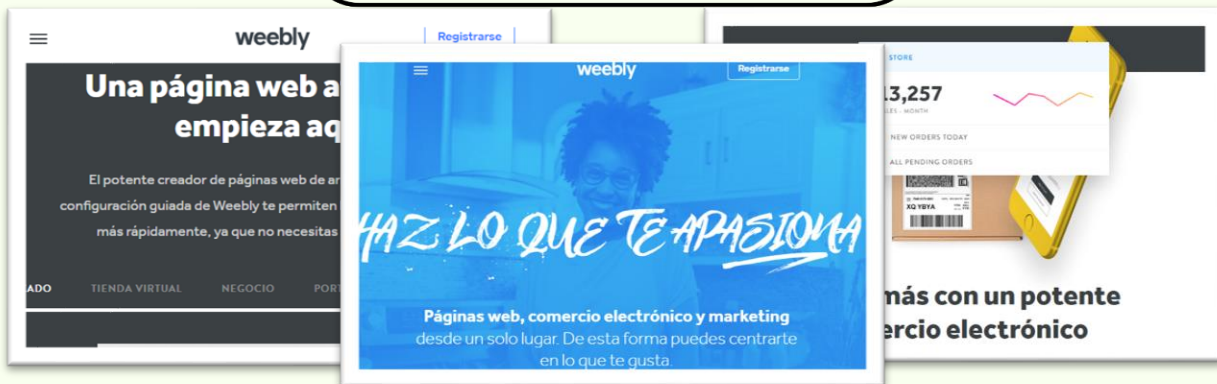 weebly
Registrarse
Una página web a
empieza aq
El potente creador de páginas web de ar
configuración guiada de Weebly te permiten
más rápidamente, ya que no necesitas
ADO TIENDA VIRTUAL NEGOCIO PORT
weebly
Registrarse
HAZ LO QUE TE APASIONA
Páginas web, comercio electrónico y marketing
desde un solo lugar. De esta forma puedes centrarte
en lo que te gusta.
STORE
13,257
LES - MONTH
NEW ORDERS TODAY
ALL PENDING ORDERS
XQ YBYA
más con un potente
ercio electrónico